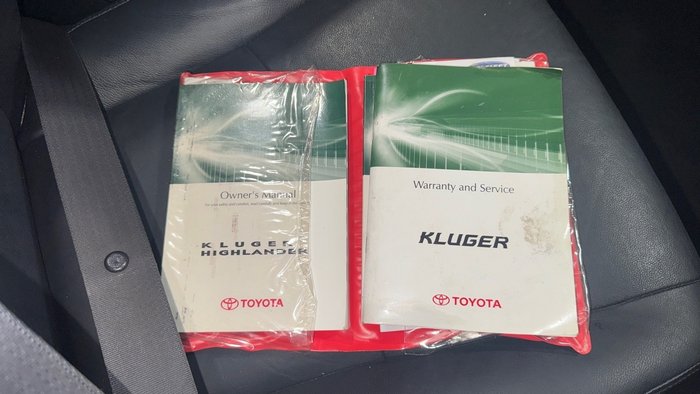 Owner's Manual
KLUGER
HIGHLANDER
TOYOTA
Warranty and Service
KLUGER
TOYOTA